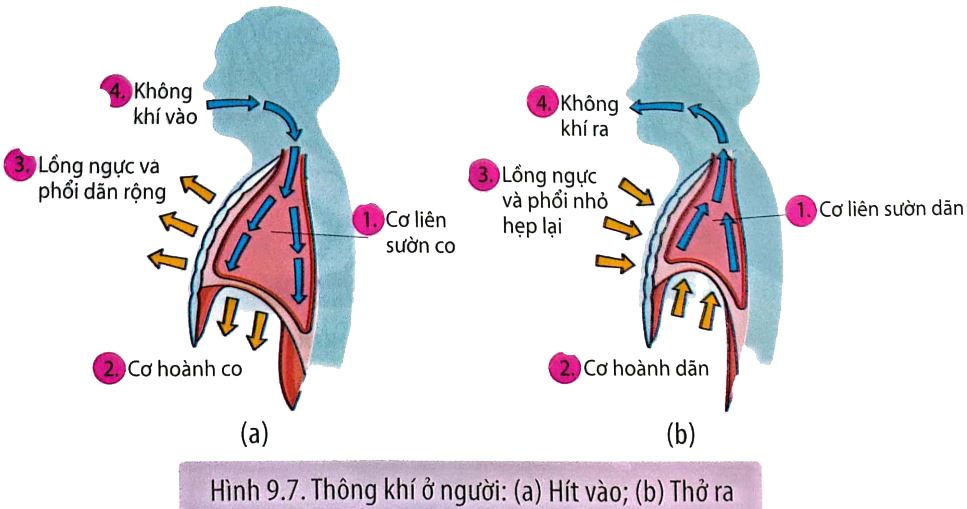 4. Không
khí vào
3. Lồng ngực và
phổi dãn rộng
1. Cơ liên
sườn co
2. Cơ hoành co
(a)
4. Không
khí ra
3. Lồng ngực
và phổi nhỏ
hẹp lại
1. Cơ liên sườn dãn
2. Cơ hoành dãn
(b)
Hình 9.7. Thông khí ở người: (a) Hít vào; (b) Thở ra